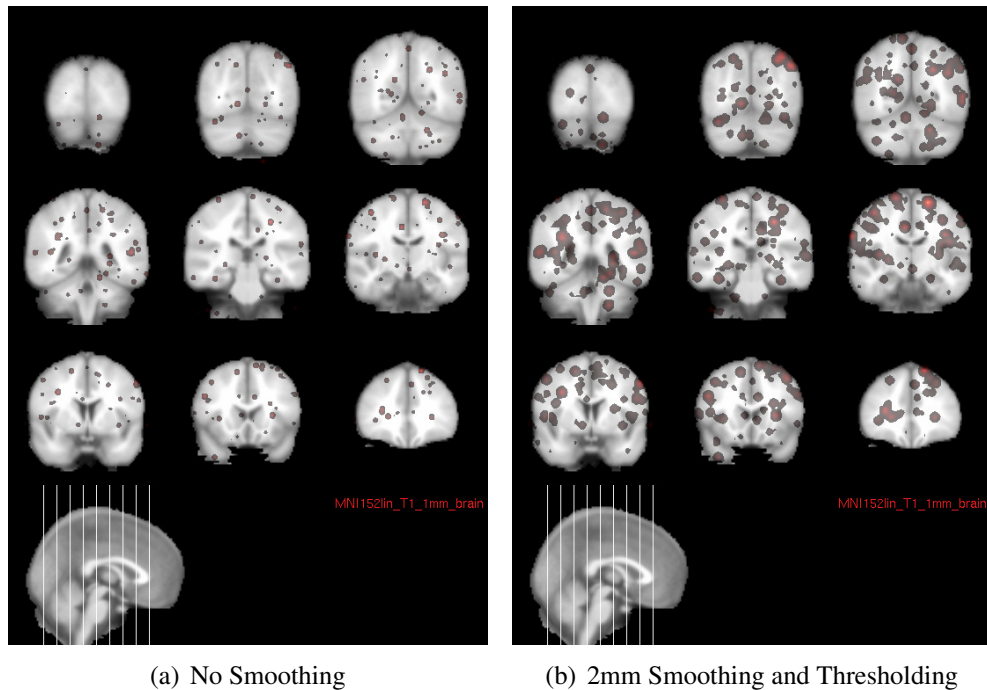 MNI152lin_T1_1mm_brain
MNI152lin_T1_1mm_brain
(a) No Smoothing
(b) 2mm Smoothing and Thresholding